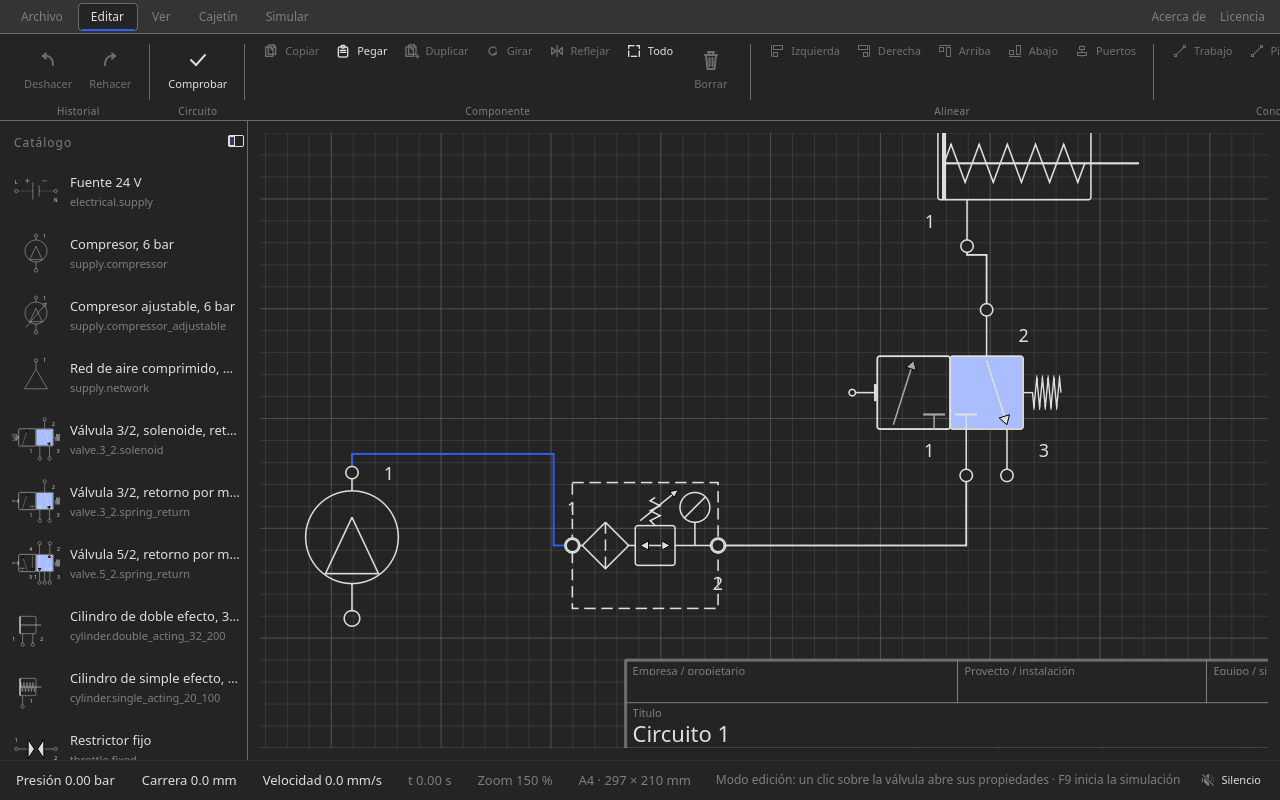 Archivo Editar Ver Cajetín Simular Acerca de Licencia
Copiar Pegar Duplicar Girar Reflejar Todo Izquierda Derecha Arriba Abajo Puertos Trabajo
Deshacer Rehacer Comprobar Borrar
Historial Circuito Componente Alinear
Catálogo
Fuente 24 V
electrical.supply
Compresor, 6 bar
supply.compressor
Compresor ajustable, 6 bar
supply.compressor_adjustable
Red de aire comprimido, ...
supply.network
Válvula 3/2, solenoide, ret...
valve.3_2.solenoid
Válvula 3/2, retorno por m...
valve.3_2.spring_return
Válvula 5/2, retorno por m...
valve.5_2.spring_return
Cilindro de doble efecto, 3...
cylinder.double_acting_32_200
Cilindro de simple efecto, ...
cylinder.single_acting_20_100
Restrictor fijo
throttle.fixed
1
2
1
3
1
1
2
Empresa / propietario Proyecto / instalación Equipo / si
Título
Circuito 1
Presión 0.00 bar Carrera 0.0 mm Velocidad 0.0 mm/s t 0.00 s Zoom 150 % A4 · 297 × 210 mm Modo edición: un clic sobre la válvula abre sus propiedades · F9 inicia la simulación Silencio